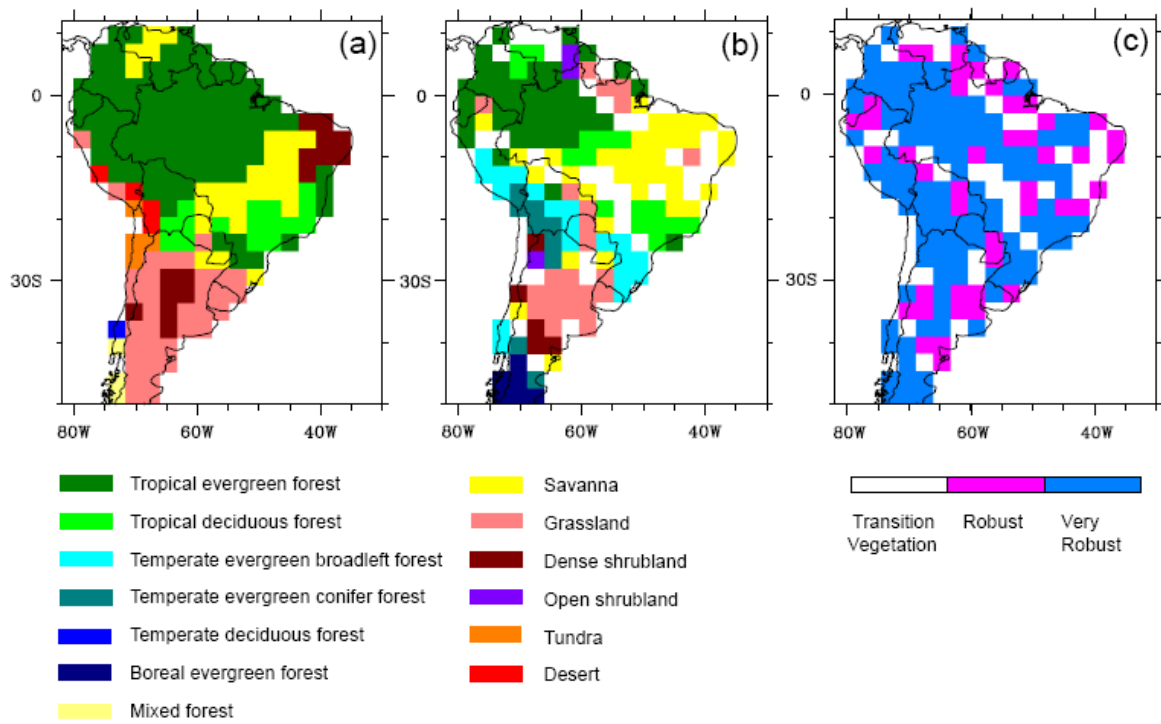 (a)
(b)
(c)
0
30S
80W
60W
40W
0
30S
80W
60W
40W
0
30S
80W
60W
40W
Tropical evergreen forest
Tropical deciduous forest
Temperate evergreen broadleft forest
Temperate evergreen conifer forest
Temperate deciduous forest
Boreal evergreen forest
Mixed forest
Savanna
Grassland
Dense shrubland
Open shrubland
Tundra
Desert
Transition
Vegetation
Robust
Very
Robust